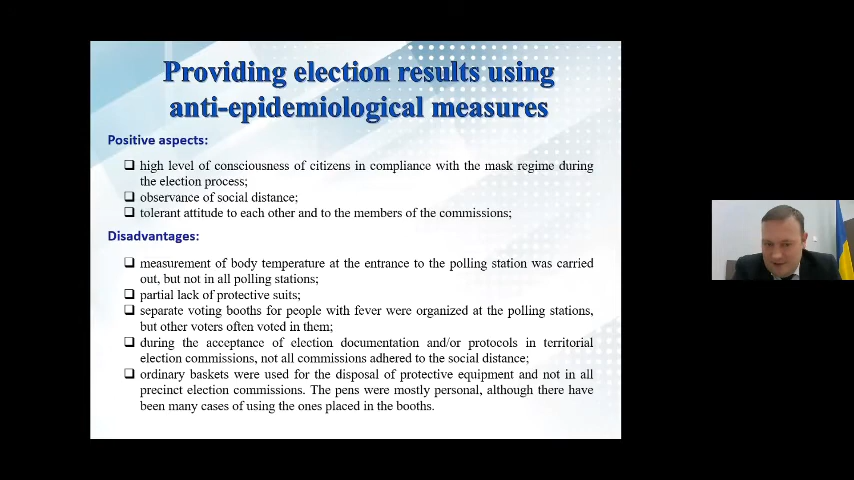 Providing election results using
anti-epidemiological measures
Positive aspects:
❑ high level of consciousness of citizens in compliance with the mask regime during
the election process;
❑ observance of social distance;
❑ tolerant attitude to each other and to the members of the commissions;
Disadvantages:
❑ measurement of body temperature at the entrance to the polling station was carried
out, but not in all polling stations;
❑ partial lack of protective suits;
❑ separate voting booths for people with fever were organized at the polling stations,
but other voters often voted in them;
❑ during the acceptance of election documentation and/or protocols in territorial
election commissions, not all commissions adhered to the social distance;
❑ ordinary baskets were used for the disposal of protective equipment and not in all
precinct election commissions. The pens were mostly personal, although there have
been many cases of using the ones placed in the booths.